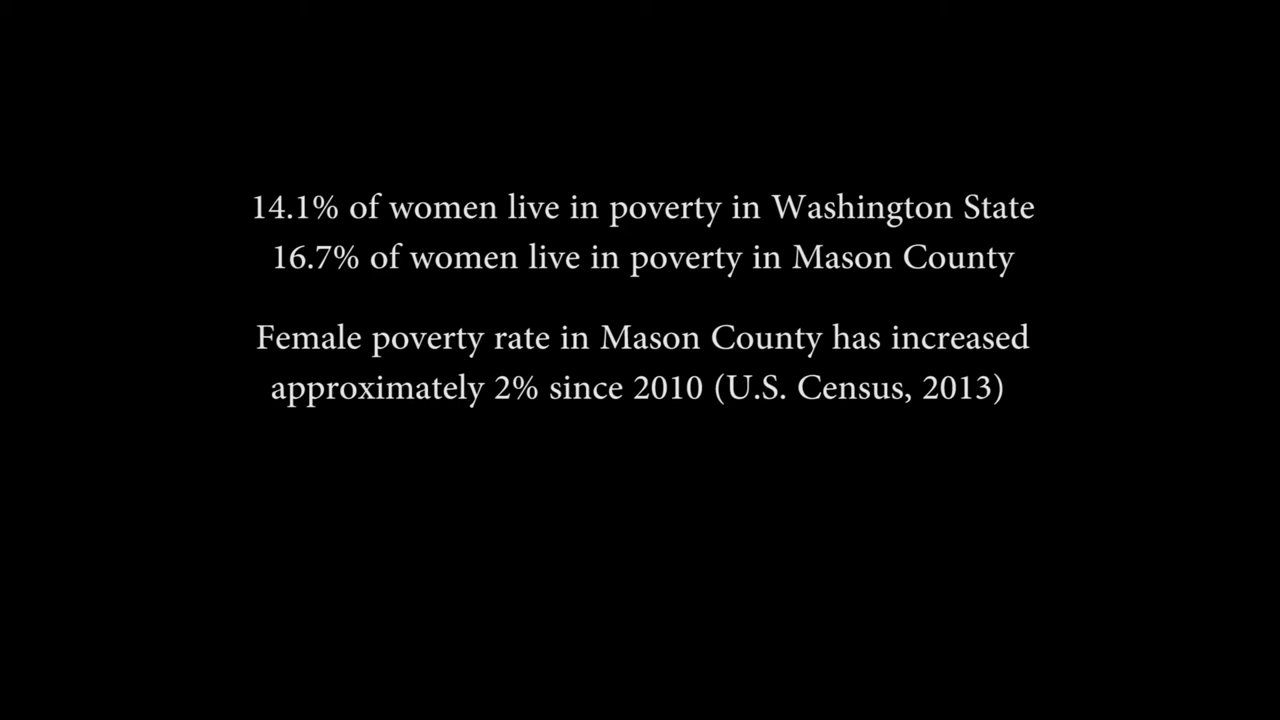 14.1% of women live in poverty in Washington State
16.7% of women live in poverty in Mason County
Female poverty rate in Mason County has increased
approximately 2% since 2010 (U.S. Census, 2013)